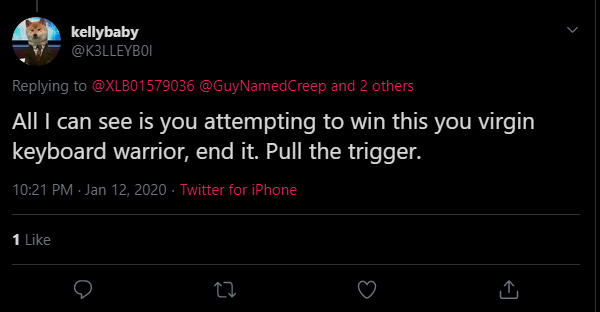 kellybaby
@K3LLEYB0I
Replying to @XLB01579036 @GuyNamedCreep and 2 others
All I can see is you attempting to win this you virgin
keyboard warrior, end it. Pull the trigger.
10:21 PM · Jan 12, 2020 · Twitter for iPhone
1 Like